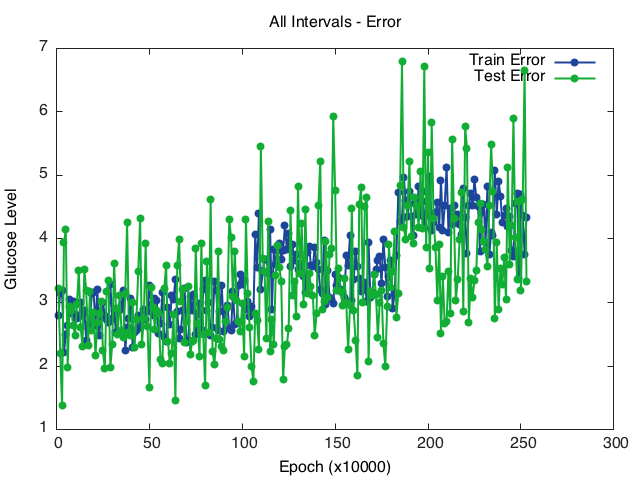 All Intervals - Error
Train Error
Test Error
Glucose Level
7
6
5
4
3
2
1
0
50
100
150
200
250
300
Epoch (x10000)